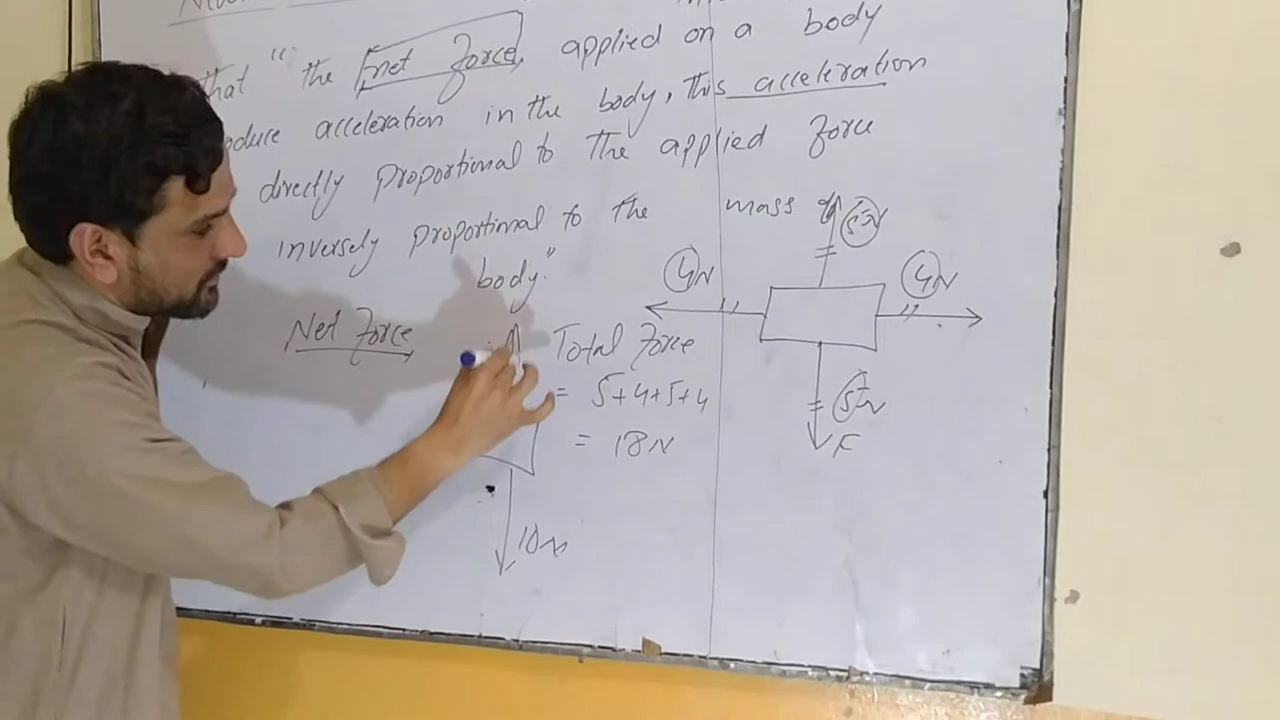 that "the net force, applied on a body
acceleration in the body, this acceleration
directly proportional to the applied force
inversely proportional to the mass of
body."
5N
4N
4N
Net Force
Total Force
= 5+4+5+4
= 18N
5N
F
10N